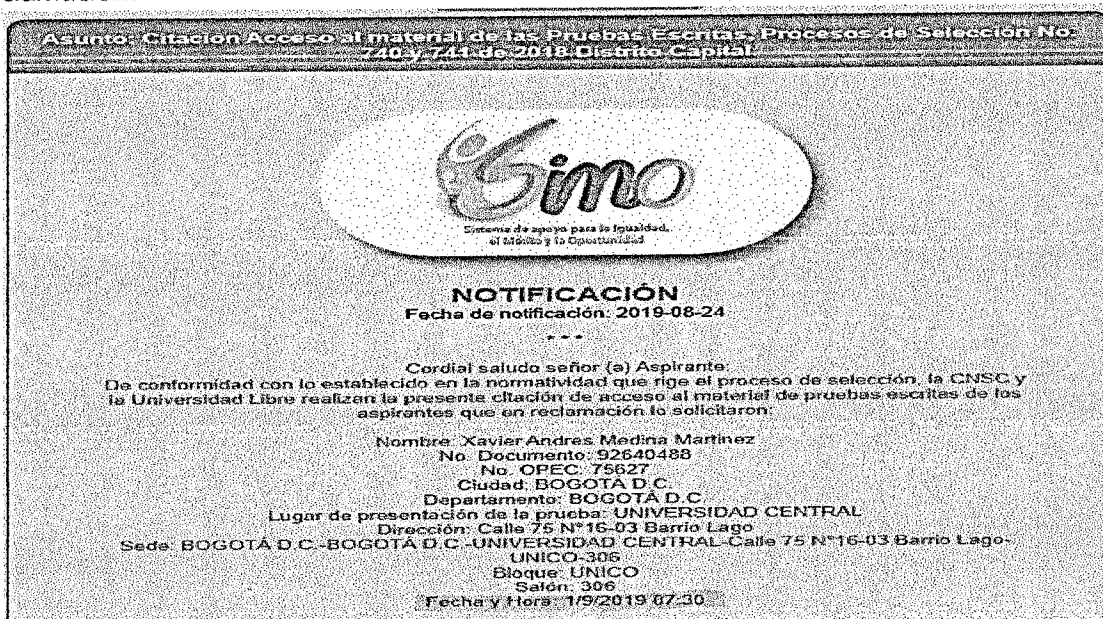 Asunto: Citación Acceso al material de las Pruebas Escritas. Procesos de Selección No.
740 y 741 de 2018 Distrito Capital.
Simo
Sistema de apoyo para la Igualdad,
el Mérito y la Oportunidad
NOTIFICACIÓN
Fecha de notificación: 2019-08-24
* * *
Cordial saludo señor (a) Aspirante:
De conformidad con lo establecido en la normatividad que rige el proceso de selección, la CNSC y
la Universidad Libre realizan la presente citación de acceso al material de pruebas escritas de los
aspirantes que en reclamación lo solicitaron:
Nombre: Xavier Andres Medina Martinez
No. Documento: 92640488
No. OPEC: 75627
Ciudad: BOGOTÁ D.C.
Departamento: BOGOTÁ D.C.
Lugar de presentación de la prueba: UNIVERSIDAD CENTRAL
Dirección: Calle 75 N°16-03 Barrio Lago
Sede: BOGOTÁ D.C.-BOGOTÁ D.C.-UNIVERSIDAD CENTRAL-Calle 75 N°16-03 Barrio Lago-
UNICO-306
Bloque: UNICO
Salón: 306
Fecha y Hora: 1/9/2019 07:30